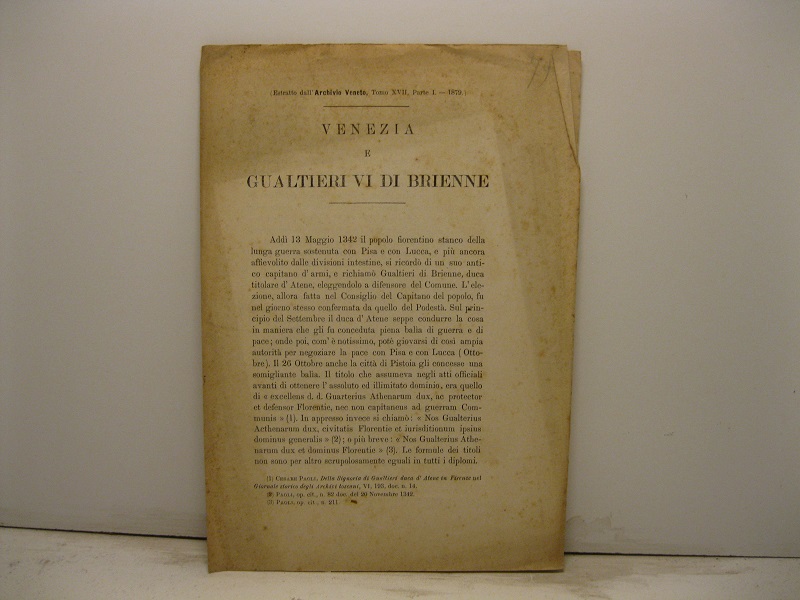 (Estratto dall'Archivio Veneto, Tomo XVII, Parte I. — 1879.)
VENEZIA
E
GUALTIERI VI DI BRIENNE
Addì 13 Maggio 1342 il popolo fiorentino stanco della
lunga guerra sostenuta con Pisa e con Lucca, e più ancora
affievolito dalle divisioni intestine, si ricordò di un suo anti-
co capitano d'armi, e richiamò Gualtieri di Brienne, duca
titolare d'Atene, eleggendolo a difensore del Comune. L'ele-
zione, allora fatta nel Consiglio del Capitano del popolo, fu
nel giorno stesso confermata da quello del Podestà. Sul prin-
cipio del Settembre il duca d'Atene seppe condurre la cosa
in maniera che gli fu conceduta piena balìa di guerra e di
pace; onde poi, com'è notissimo, potè giovarsi di così ampia
autorità per negoziare la pace con Pisa e con Lucca (Otto-
bre). Il 26 Ottobre anche la città di Pistoia gli concesse una
somigliante balìa. Il titolo che assumeva negli atti officiali
avanti di ottenere l'assoluto ed illimitato dominio, era quello
di « excellens d. d. Guarterius Athenarum dux, ac protector
et defensor Florentie, nec non capitaneus ad guerram Com-
munis » (1). In appresso invece si chiamò: « Nos Gualterius
Acthenarum dux, civitatis Florentie et iurisditionum ipsius
dominus generalis » (2); o più breve: « Nos Gualterius Athe-
narum dux et dominus Florentie » (3). Le formule dei titoli
non sono per altro scrupolosamente eguali in tutti i diplomi.
(1) CESARE PAOLI, Della Signoria di Gualtieri duca d'Atene in Firenze nel
Giornale storico degli Archivi toscani, VI, 195, doc. n. 14.
(2) PAOLI, op. cit., n. 82 doc. del 20 Novembre 1342.
(3) PAOLI, op. cit., n. 211.